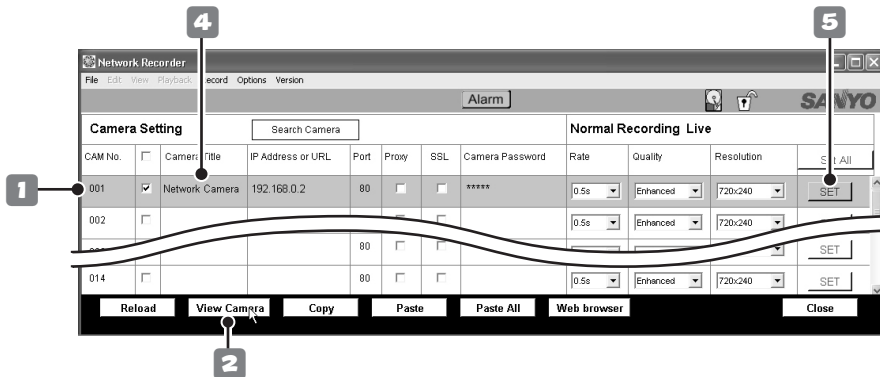 4 5
Network Recorder
File Edit View Playback Record Options Version
Alarm SANYO
Camera Setting Search Camera Normal Recording Live
CAM No. Camera Title IP Address or URL Port Proxy SSL Camera Password Rate Quality Resolution Set All
1 001 Network Camera 192.168.0.2 80 ***** 0.5s Enhanced 720x240 SET
002 0.5s Enhanced 720x240
80 SET
014 80 0.5s Enhanced 720x240 SET
Reload View Camera Copy Paste Paste All Web browser Close
2